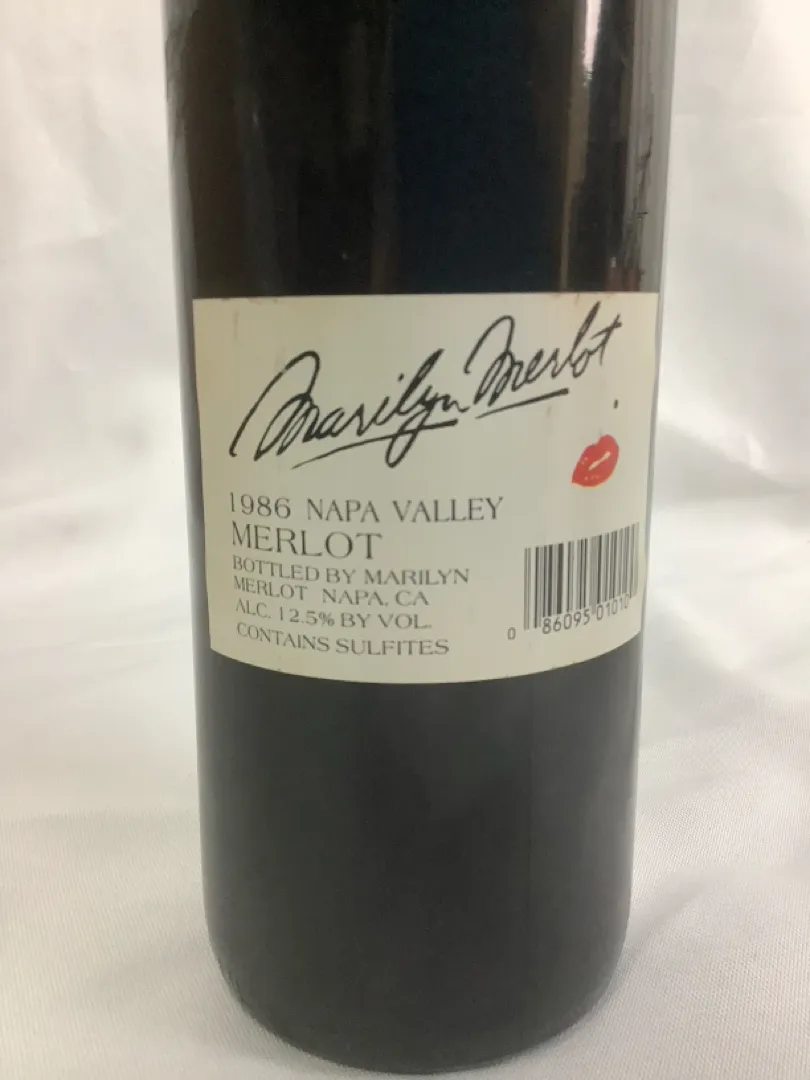 Marilyn Merlot
1986 NAPA VALLEY
MERLOT
BOTTLED BY MARILYN
MERLOT NAPA, CA
ALC. 12.5% BY VOL.
CONTAINS SULFITES
0 86095 01010